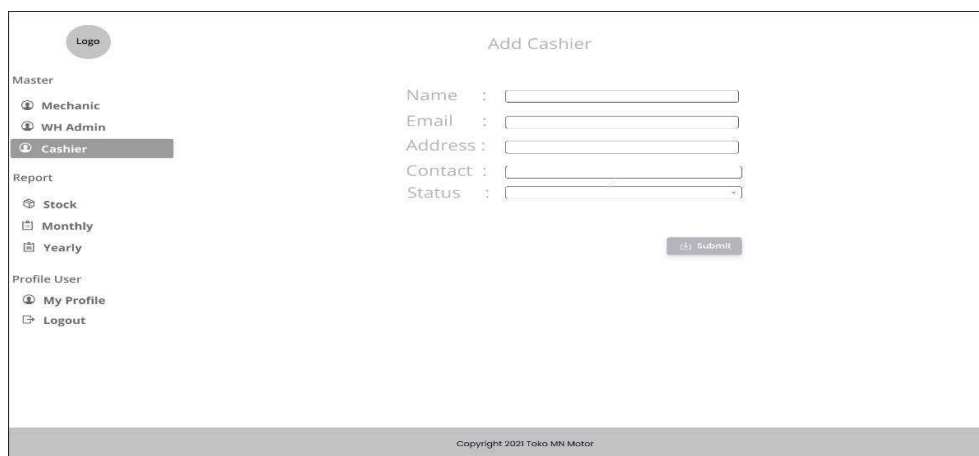 Logo
Master
Mechanic
WH Admin
Cashier
Report
Stock
Monthly
Yearly
Profile User
My Profile
Logout
Add Cashier
Name :
Email :
Address :
Contact :
Status :
Submit
Copyright 2021 Toko MN Motor